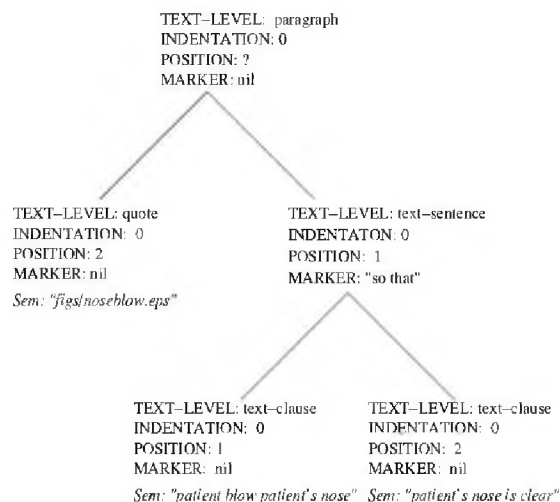 TEXT–LEVEL: paragraph
INDENTATION: 0
POSITION: ?
MARKER: nil
TEXT–LEVEL: quote
INDENTATION: 0
POSITION: 2
MARKER: nil
Sem: "figs/noseblow.eps"
TEXT–LEVEL: text–sentence
INDENTATON: 0
POSITION: 1
MARKER: "so that"
TEXT–LEVEL: text–clause
INDENTATION: 0
POSITION: 1
MARKER: nil
Sem: "patient blow patient's nose"
TEXT–LEVEL: text–clause
INDENTATION: 0
POSITION: 2
MARKER: nil
Sem: "patient's nose is clear"